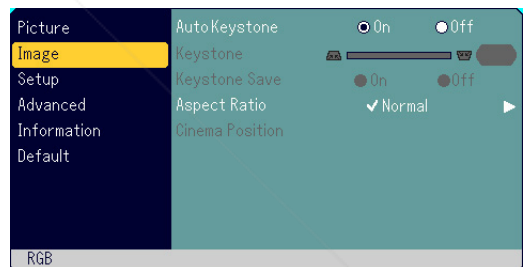 Picture
Image
Setup
Advanced
Information
Default
Auto Keystone On Off
Keystone
Keystone Save On Off
Aspect Ratio Normal
Cinema Position
RGB